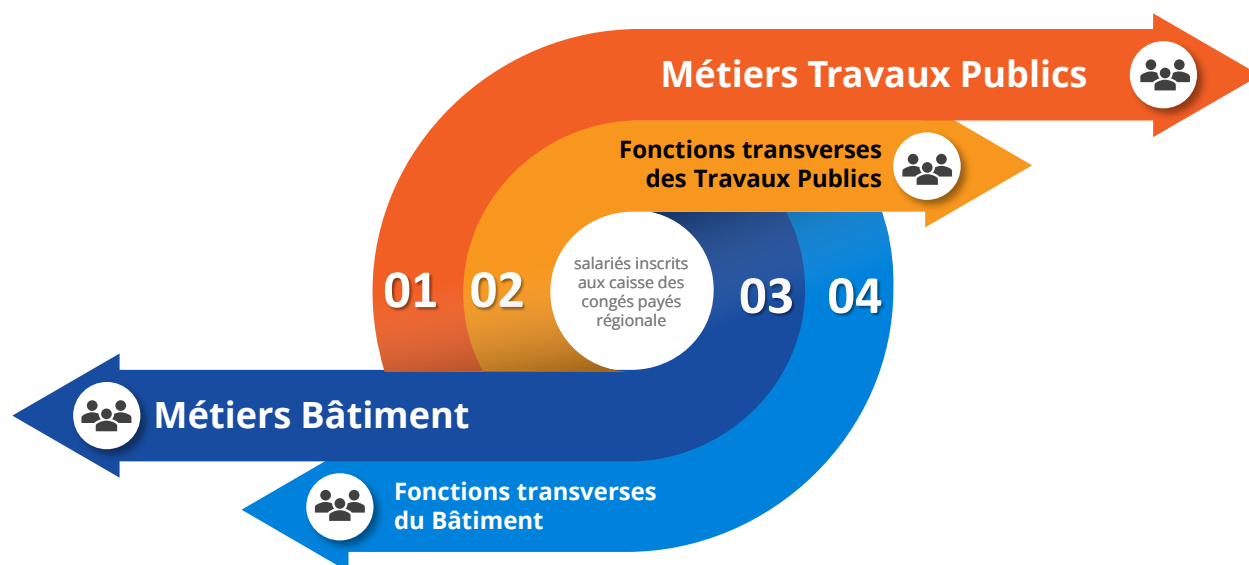 Métiers Travaux Publics
Fonctions transverses
des Travaux Publics
salariés inscrits
aux caisse des
congés payés
régionale
01
02
03
04
Métiers Bâtiment
Fonctions transverses
du Bâtiment